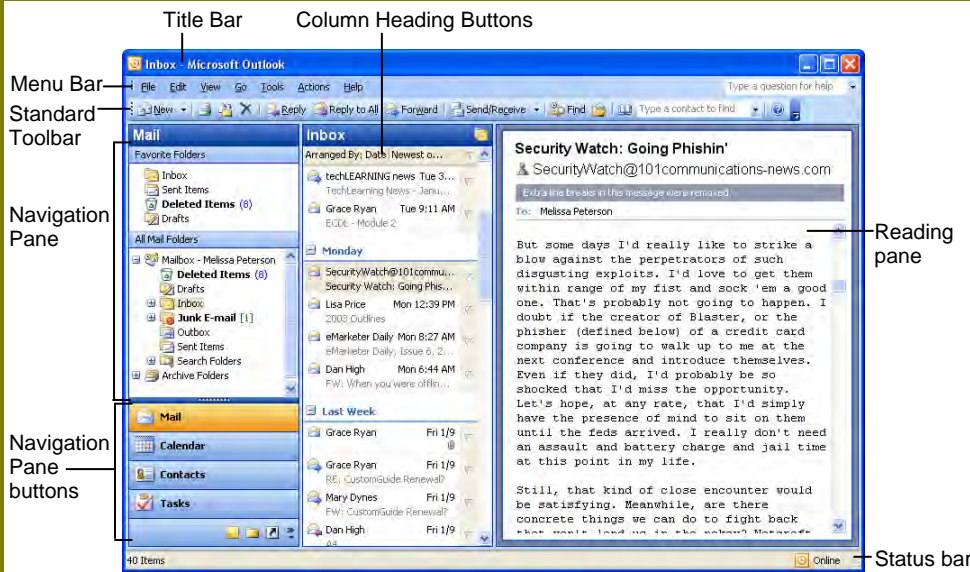 Title Bar
Column Heading Buttons
Inbox - Microsoft Outlook
Menu Bar
File Edit View Go Tools Actions Help
Type a question for help
Standard
Toolbar
New Reply Reply to All Forward Send/Receive Find Type a contact to find
Mail
Favorite Folders
Inbox
Sent Items
Deleted Items (8)
Drafts
Navigation
Pane
All Mail Folders
Mailbox - Melissa Peterson
Deleted Items (8)
Drafts
Inbox
Junk E-mail [1]
Outbox
Sent Items
Search Folders
Archive Folders
Navigation
Pane
buttons
Mail
Calendar
Contacts
Tasks
Inbox
Arranged By: Date Newest o...
techLEARNING news Tue 3...
TechLearning News - Janu...
Grace Ryan Tue 9:11 AM
ECDL - Module 2
Monday
SecurityWatch@101commu...
Security Watch: Going Phis...
Lisa Price Mon 12:39 PM
2003 Outlines
eMarketer Daily Mon 8:27 AM
eMarketer Daily; Issue 6, 2...
Dan High Mon 6:44 AM
FW: When you were offlin...
Last Week
Grace Ryan Fri 1/9
Grace Ryan Fri 1/9
RE: CustomGuide Renewal?
Mary Dynes Fri 1/9
FW: CustomGuide Renewal?
Dan High Fri 1/9
A4
Security Watch: Going Phishin'
SecurityWatch@101communications-news.com
Extra line breaks in this message were removed.
To: Melissa Peterson
Reading
pane
But some days I'd really like to strike a
blow against the perpetrators of such
disgusting exploits. I'd love to get them
within range of my fist and sock 'em a good
one. That's probably not going to happen. I
doubt if the creator of Blaster, or the
phisher (defined below) of a credit card
company is going to walk up to me at the
next conference and introduce themselves.
Even if they did, I'd probably be so
shocked that I'd miss the opportunity.
Let's hope, at any rate, that I'd simply
have the presence of mind to sit on them
until the feds arrived. I really don't need
an assault and battery charge and jail time
at this point in my life.
Still, that kind of close encounter would
be satisfying. Meanwhile, are there
concrete things we can do to fight back
that won't land us in the pokey? Netcraft
40 Items
Online
Status bar